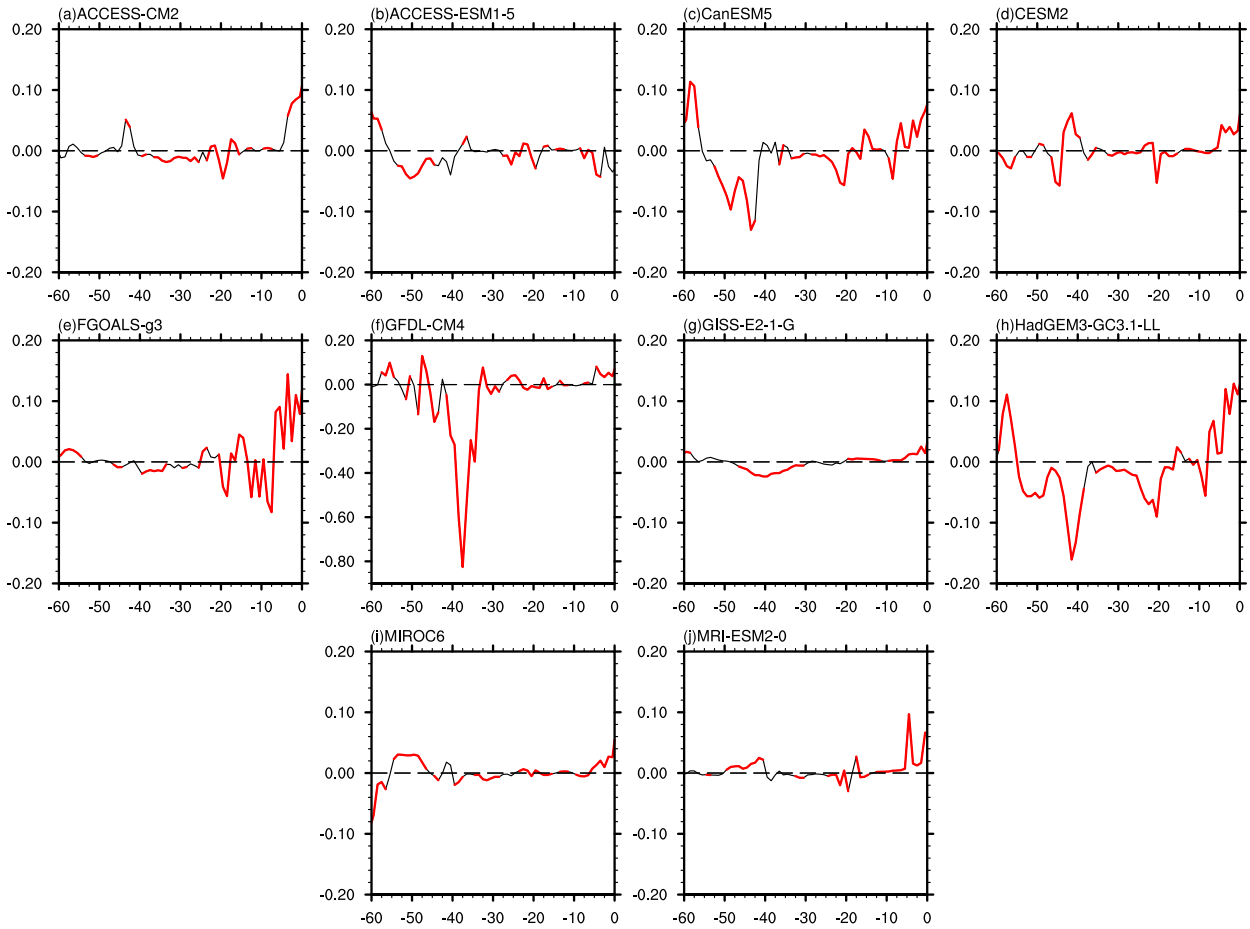 (a)ACCESS-CM2 (b)ACCESS-ESM1-5 (c)CanESM5 (d)CESM2
0.20 0.20 0.20 0.20
0.10 0.10 0.10 0.10
0.00 0.00 0.00 0.00
-0.10 -0.10 -0.10 -0.10
-0.20 -0.20 -0.20 -0.20
-60 -50 -40 -30 -20 -10 0 -60 -50 -40 -30 -20 -10 0 -60 -50 -40 -30 -20 -10 0 -60 -50 -40 -30 -20 -10 0
(e)FGOALS-g3 (f)GFDL-CM4 (g)GISS-E2-1-G (h)HadGEM3-GC3.1-LL
0.20 0.20 0.20 0.20
0.10 0.00 0.10 0.10
0.00 -0.20 0.00 0.00
-0.10 -0.40 -0.10 -0.10
-0.20 -0.60 -0.20 -0.20
-0.80
-60 -50 -40 -30 -20 -10 0 -60 -50 -40 -30 -20 -10 0 -60 -50 -40 -30 -20 -10 0 -60 -50 -40 -30 -20 -10 0
(i)MIROC6 (j)MRI-ESM2-0
0.20 0.20
0.10 0.10
0.00 0.00
-0.10 -0.10
-0.20 -0.20
-60 -50 -40 -30 -20 -10 0 -60 -50 -40 -30 -20 -10 0